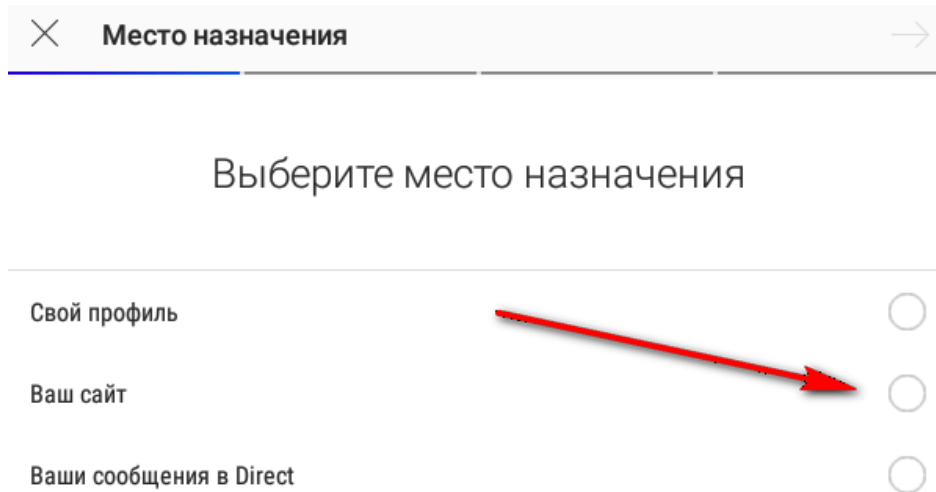 Место назначения
Выберите место назначения
Свой профиль
Ваш сайт
Ваши сообщения в Direct